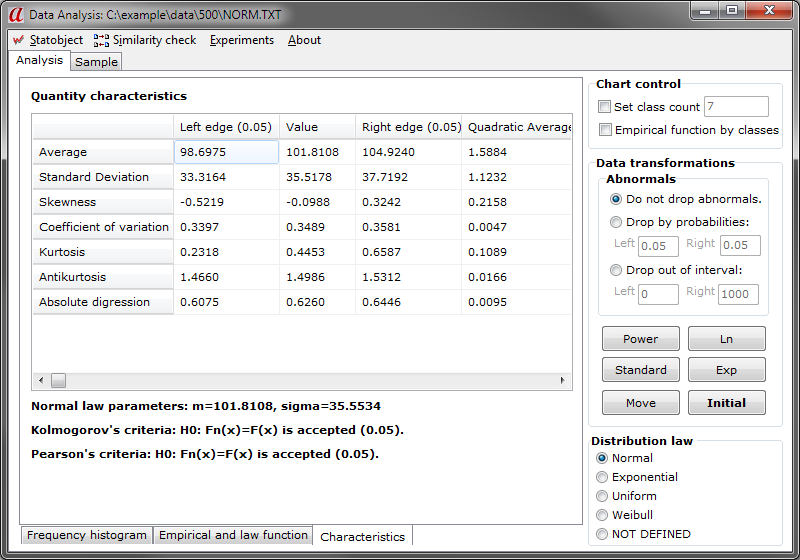 Data Analysis: C:\example\data\500\NORM.TXT
Statobject Similarity check Experiments About
Analysis Sample
Quantity characteristics
Left edge (0.05) Value Right edge (0.05) Quadratic Average
Average 98.6975 101.8108 104.9240 1.5884
Standard Deviation 33.3164 35.5178 37.7192 1.1232
Skewness -0.5219 -0.0988 0.3242 0.2158
Coefficient of variation 0.3397 0.3489 0.3581 0.0047
Kurtosis 0.2318 0.4453 0.6587 0.1089
Antikurtosis 1.4660 1.4986 1.5312 0.0166
Absolute digression 0.6075 0.6260 0.6446 0.0095
Normal law parameters: m=101.8108, sigma=35.5534
Kolmogorov's criteria: H0: Fn(x)=F(x) is accepted (0.05).
Pearson's criteria: H0: Fn(x)=F(x) is accepted (0.05).
Frequency histogram Empirical and law function Characteristics
Chart control
Set class count 7
Empirical function by classes
Data transformations
Abnormals
Do not drop abnormals.
Drop by probabilities:
Left 0.05 Right 0.05
Drop out of interval:
Left 0 Right 1000
Power Ln
Standard Exp
Move Initial
Distribution law
Normal
Exponential
Uniform
Weibull
NOT DEFINED